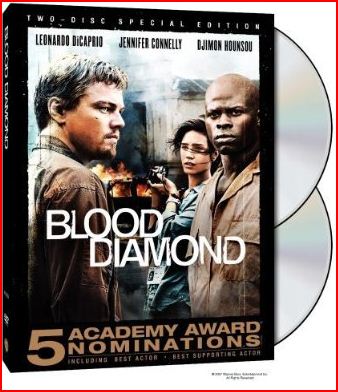 TWO-DISC SPECIAL EDITION
LEONARDO DiCAPRIO JENNIFER CONNELLY DJIMON HOUNSOU
BLOOD DIAMOND
BLOOD
DIAMOND
5 ACADEMY AWARD
NOMINATIONS
INCLUDING BEST ACTOR • BEST SUPPORTING ACTOR